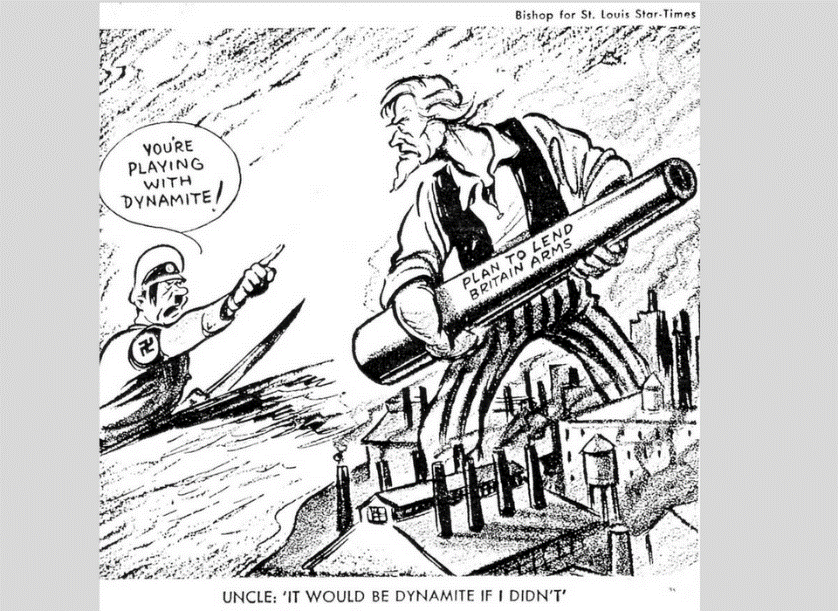 Bishop for St. Louis Star-Times
YOU'RE
PLAYING
WITH
DYNAMITE!
PLAN TO LEND
BRITAIN ARMS
UNCLE: 'IT WOULD BE DYNAMITE IF I DIDN'T'